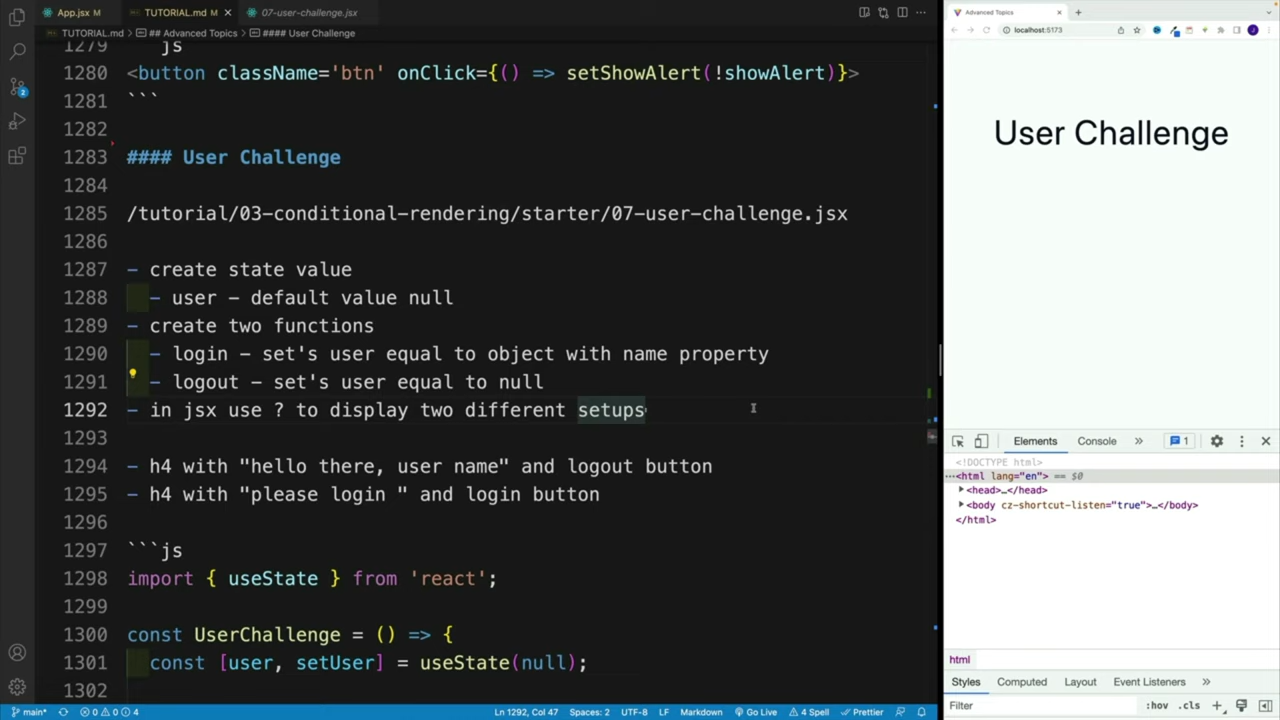 App.jsx M
TUTORIAL.md M
07-user-challenge.jsx
TUTORIAL.md > ## Advanced Topics > #### User Challenge
1279 ```js
1280 <button className='btn' onClick={() => setShowAlert(!showAlert)}>
1281 ```
1282
1283 #### User Challenge
1284
1285 /tutorial/03-conditional-rendering/starter/07-user-challenge.jsx
1286
1287 - create state value
1288 - user - default value null
1289 - create two functions
1290 - login - set's user equal to object with name property
1291 - logout - set's user equal to null
1292 - in jsx use ? to display two different setups
1293
1294 - h4 with "hello there, user name" and logout button
1295 - h4 with "please login " and login button
1296
1297 ```js
1298 import { useState } from 'react';
1299
1300 const UserChallenge = () => {
1301 const [user, setUser] = useState(null);
1302
2
main* 0 0 4
Ln 1292, Col 47 Spaces: 2 UTF-8 LF Markdown Go Live 4 Spell Prettier
Advanced Topics
localhost:5173
J
User Challenge
Elements Console » 1
<!DOCTYPE html>
<html lang="en"> == $0
<head>…</head>
<body cz-shortcut-listen="true">…</body>
</html>
html
Styles Computed Layout Event Listeners »
Filter :hov .cls +